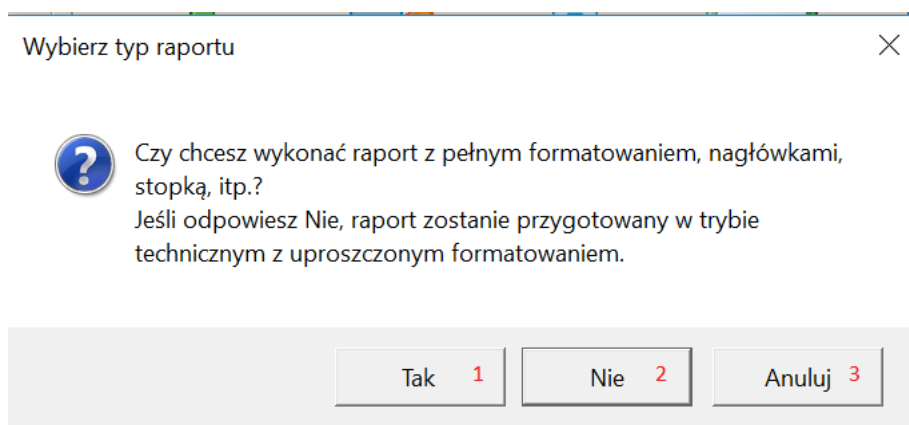 Wybierz typ raportu
Czy chcesz wykonać raport z pełnym formatowaniem, nagłówkami,
stopką, itp.?
Jeśli odpowiesz Nie, raport zostanie przygotowany w trybie
technicznym z uproszczonym formatowaniem.
Tak 1 Nie 2 Anuluj 3